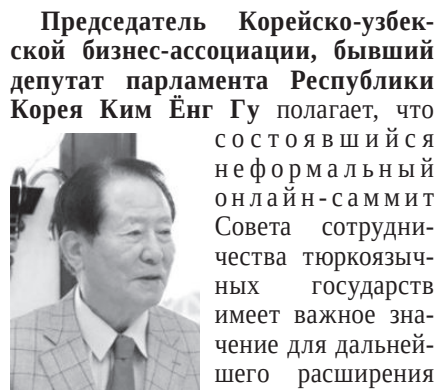 Председатель Корейско-узбек-
ской бизнес-ассоциации, бывший
депутат парламента Республики
Корея Ким Ёнг Гу полагает, что
состоявшийся
неформальный
онлайн-саммит
Совета сотрудни-
чества тюркоязыч-
ных государств
имеет важное зна-
чение для дальней-
шего расширения